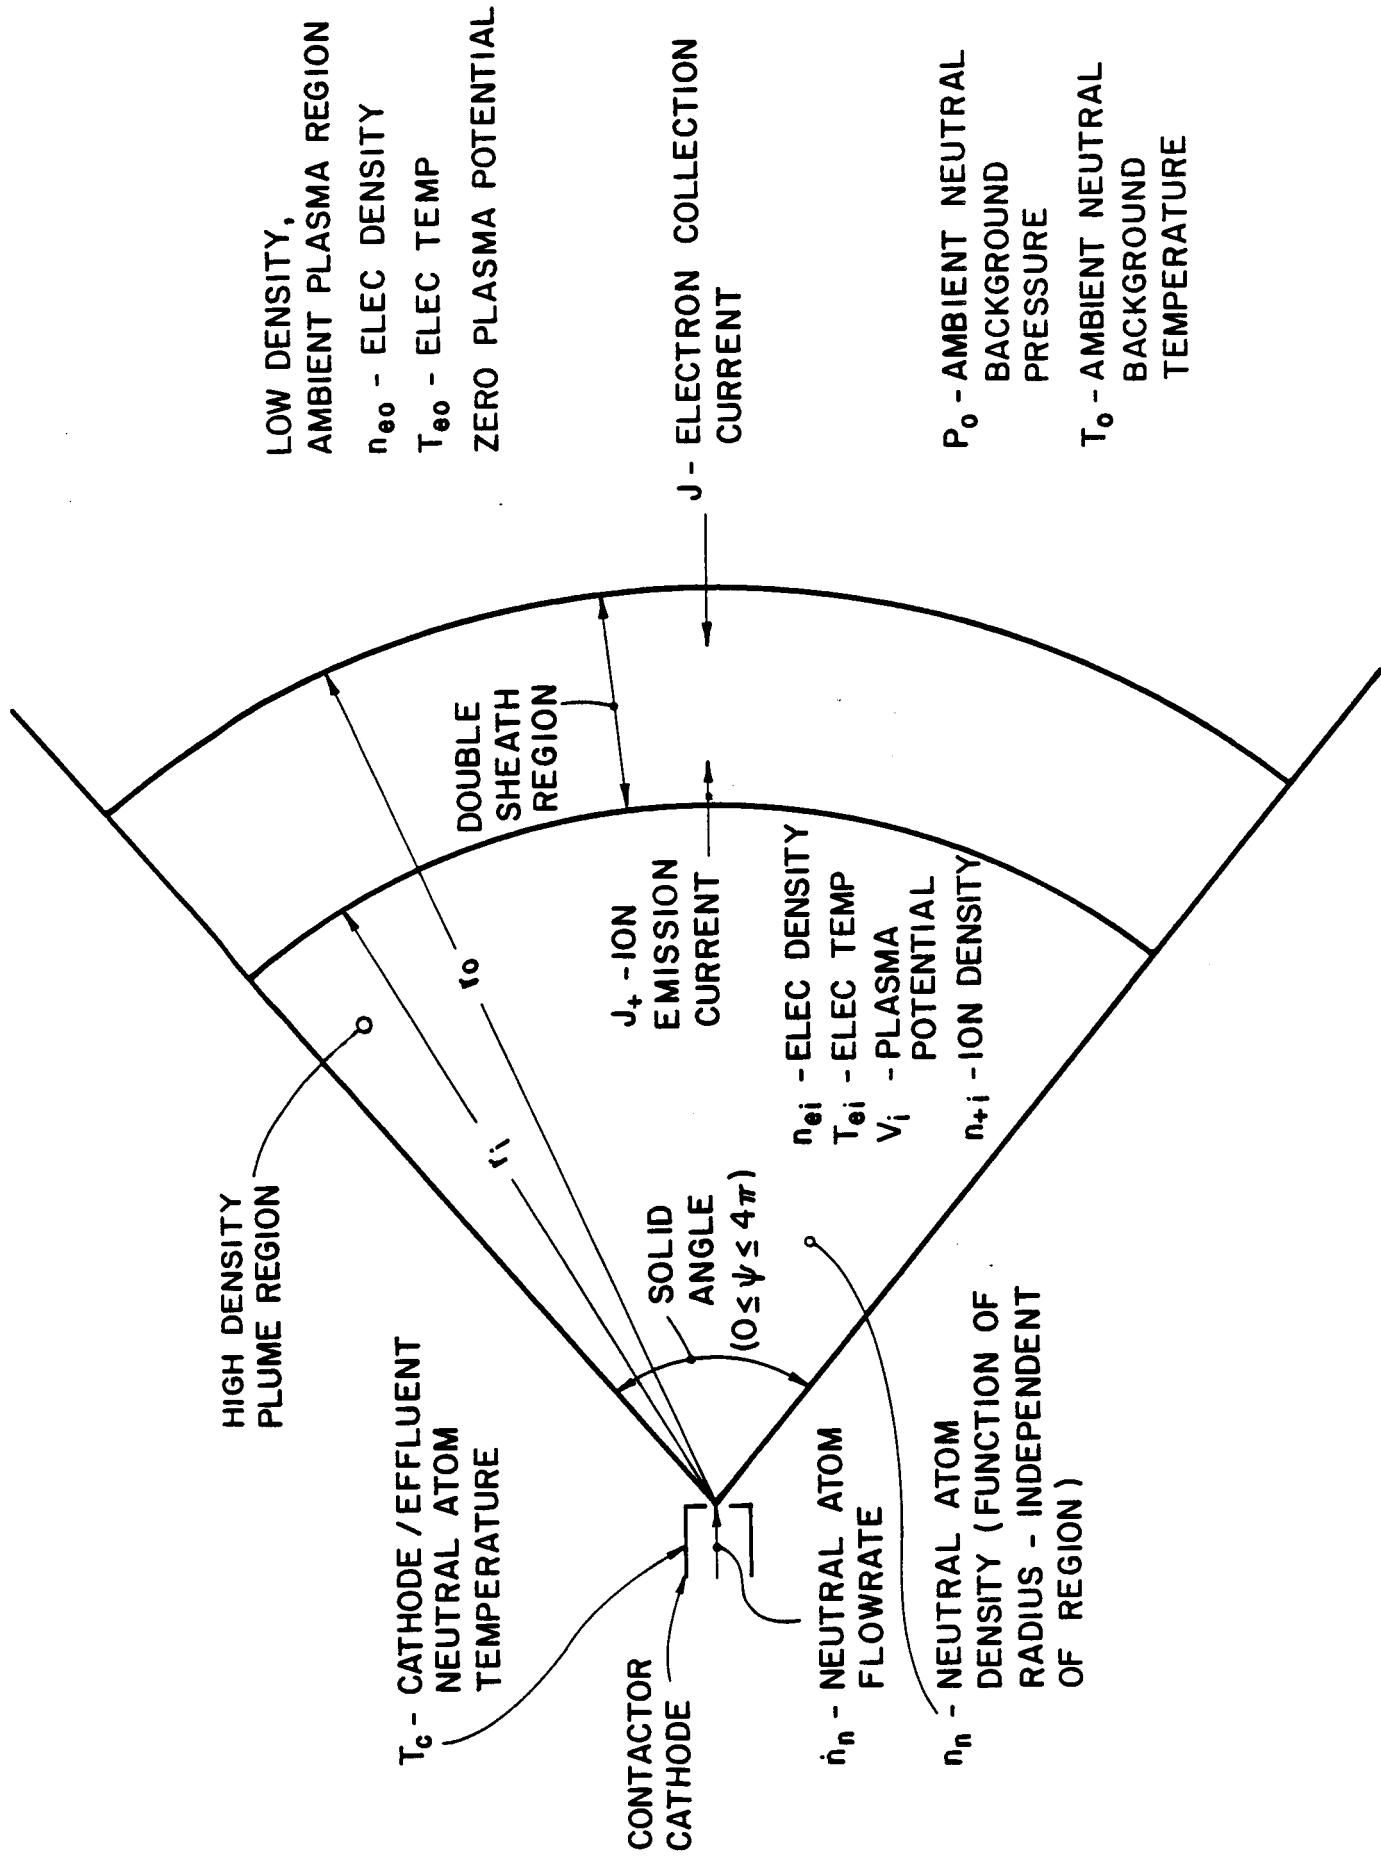 HIGH DENSITY
PLUME REGION
T_c - CATHODE / EFFLUENT
NEUTRAL ATOM
TEMPERATURE
CONTACTOR
CATHODE
ṅ_n - NEUTRAL ATOM
FLOWRATE
n_n - NEUTRAL ATOM
DENSITY (FUNCTION OF
RADIUS - INDEPENDENT
OF REGION)
SOLID
ANGLE
(0 ≤ ψ ≤ 4π)
r_i
r_o
DOUBLE
SHEATH
REGION
J_+ - ION
EMISSION
CURRENT
n_ei - ELEC DENSITY
T_ei - ELEC TEMP
V_i - PLASMA
POTENTIAL
n_+i - ION DENSITY
LOW DENSITY,
AMBIENT PLASMA REGION
n_eo - ELEC DENSITY
T_eo - ELEC TEMP
ZERO PLASMA POTENTIAL
J - ELECTRON COLLECTION
CURRENT
P_o - AMBIENT NEUTRAL
BACKGROUND
PRESSURE
T_o - AMBIENT NEUTRAL
BACKGROUND
TEMPERATURE